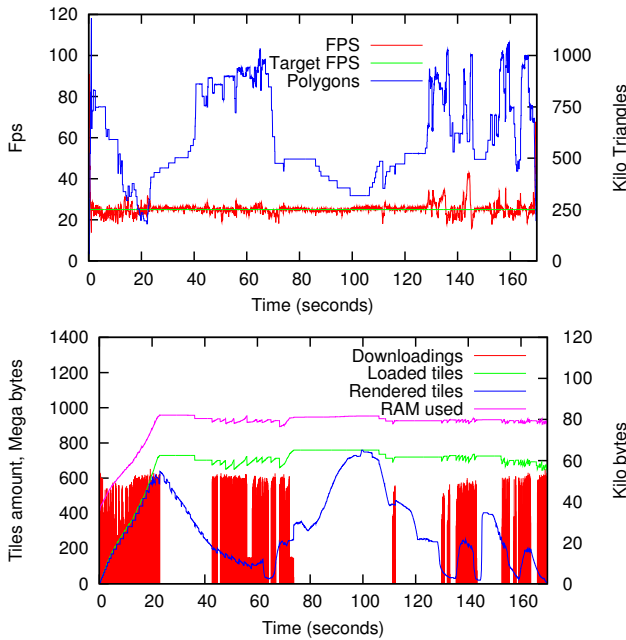 120
100
80
60
40
20
0
Fps
FPS
Target FPS
Polygons
1000
750
500
250
0
Kilo Triangles
0 20 40 60 80 100 120 140 160
Time (seconds)
1400
1200
1000
800
600
400
200
0
Tiles amount, Mega bytes
Downloadings
Loaded tiles
Rendered tiles
RAM used
120
100
80
60
40
20
0
Kilo bytes
0 20 40 60 80 100 120 140 160
Time (seconds)